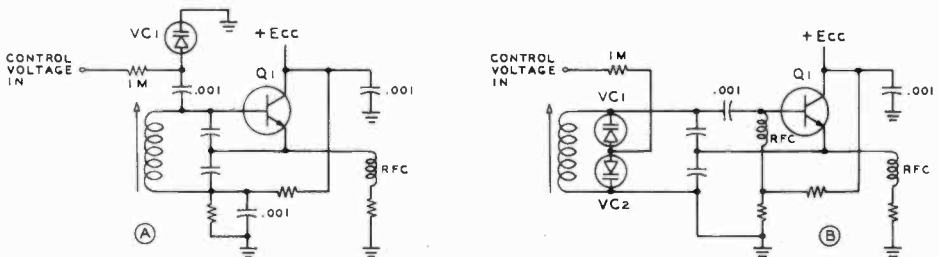 VC1
+Ecc
CONTROL
VOLTAGE
IN
1M
.001
Q1
.001
RFC
.001
A
+Ecc
CONTROL
VOLTAGE
IN
1M
Q1
VC1
.001
.001
RFC
RFC
VC2
B